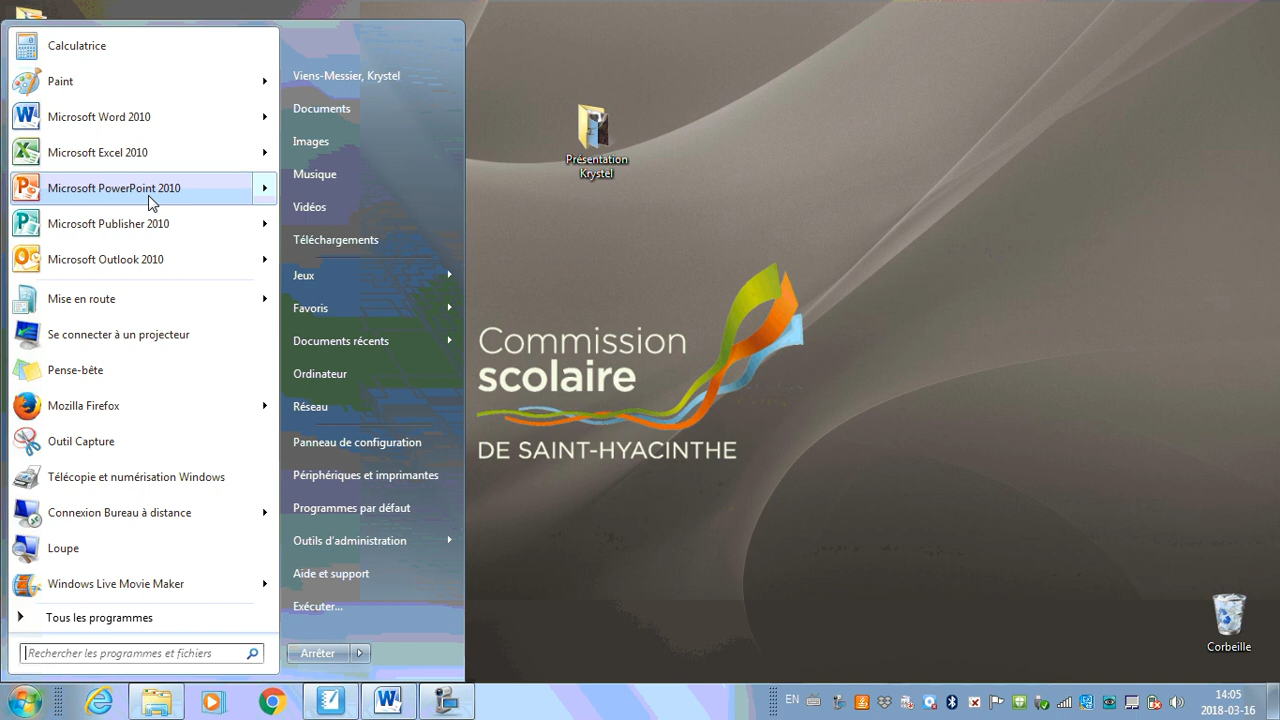 Calculatrice
Paint
Microsoft Word 2010
Microsoft Excel 2010
Microsoft PowerPoint 2010
Microsoft Publisher 2010
Microsoft Outlook 2010
Mise en route
Se connecter à un projecteur
Pense-bête
Mozilla Firefox
Outil Capture
Télécopie et numérisation Windows
Connexion Bureau à distance
Loupe
Windows Live Movie Maker
Tous les programmes
Rechercher les programmes et fichiers
Viens-Messier, Krystel
Documents
Images
Musique
Vidéos
Téléchargements
Jeux
Favoris
Documents récents
Ordinateur
Réseau
Panneau de configuration
Périphériques et imprimantes
Programmes par défaut
Outils d'administration
Aide et support
Exécuter...
Arrêter
Présentation
Krystel
Commission
scolaire
DE SAINT-HYACINTHE
Corbeille
EN
14:05
2018-03-16